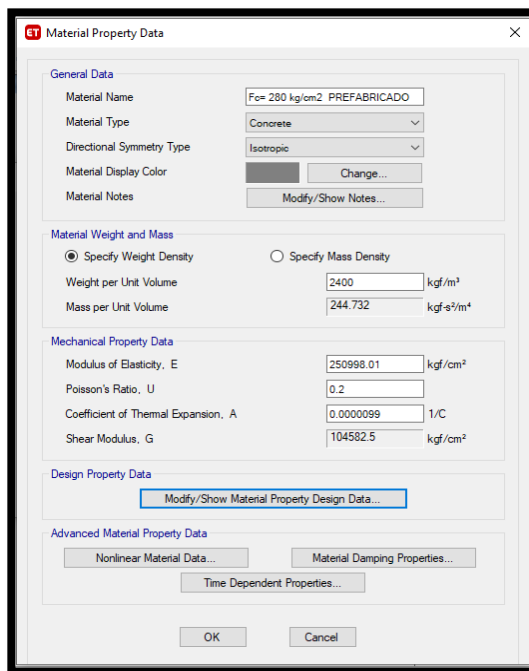 ET Material Property Data
General Data
Material Name Fc= 280 kg/cm2 PREFABRICADO
Material Type Concrete
Directional Symmetry Type Isotropic
Material Display Color Change...
Material Notes Modify/Show Notes...
Material Weight and Mass
Specify Weight Density Specify Mass Density
Weight per Unit Volume 2400 kgf/m³
Mass per Unit Volume 244.732 kgf-s²/m⁴
Mechanical Property Data
Modulus of Elasticity, E 250998.01 kgf/cm²
Poisson's Ratio, U 0.2
Coefficient of Thermal Expansion, A 0.0000099 1/C
Shear Modulus, G 104582.5 kgf/cm²
Design Property Data
Modify/Show Material Property Design Data...
Advanced Material Property Data
Nonlinear Material Data... Material Damping Properties...
Time Dependent Properties...
OK Cancel